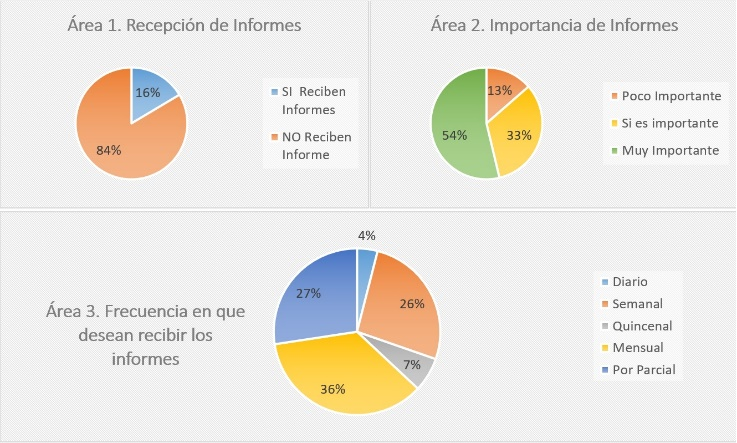 Área 1. Recepción de Informes
16%
84%
SI Reciben
Informes
NO Reciben
Informe
Área 2. Importancia de Informes
13%
33%
54%
Poco Importante
Si es importante
Muy Importante
Área 3. Frecuencia en que
desean recibir los
informes
4%
26%
7%
36%
27%
Diario
Semanal
Quincenal
Mensual
Por Parcial